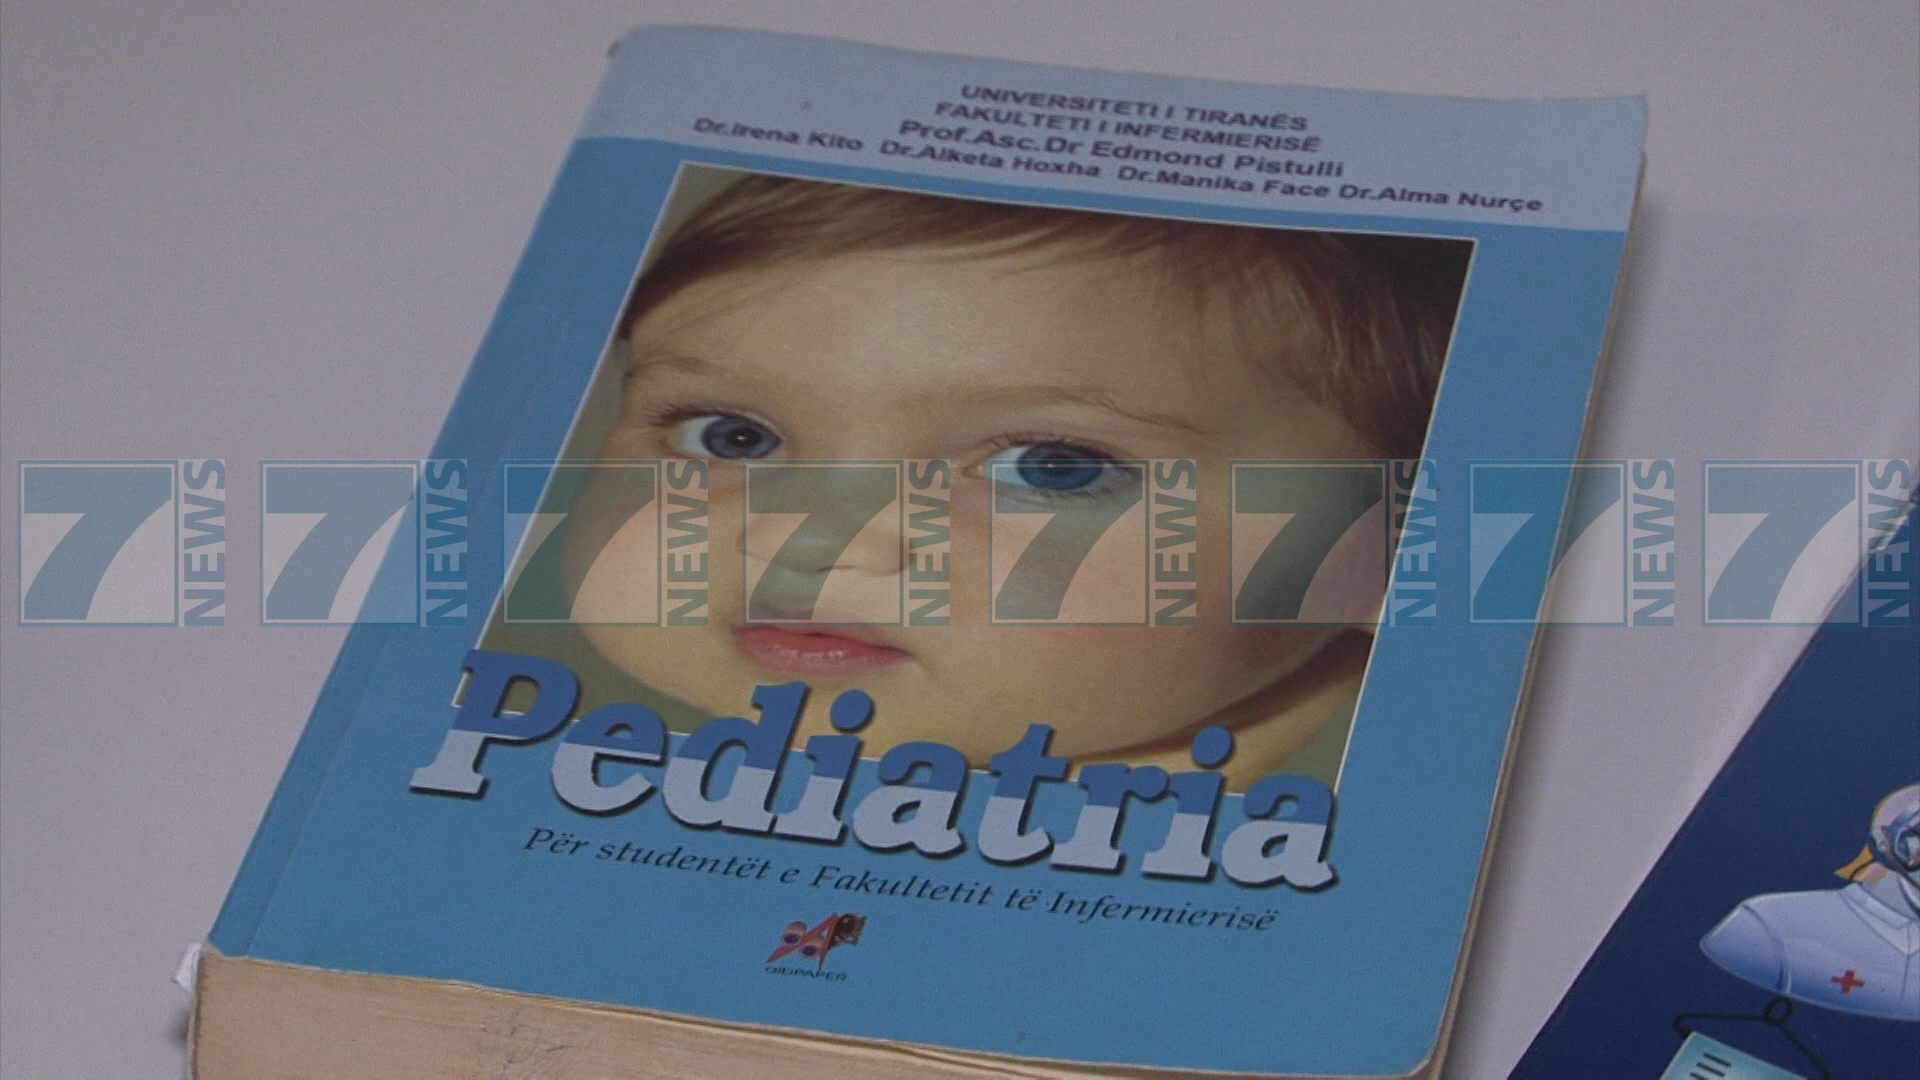 UNIVERSITETI I TIRANËS
FAKULTETI I INFERMIERISË
Prof.Asc.Dr Edmond Pistulli
Dr.Irena Kito Dr.Alketa Hoxha Dr.Manika Face Dr.Alma Nurçe
7 NEWS 7 NEWS 7 NEWS 7 NEWS 7 NEWS 7 NEWS 7 NEWS 7 NEWS
Pediatria
Për studentët e Fakultetit të Infermierisë